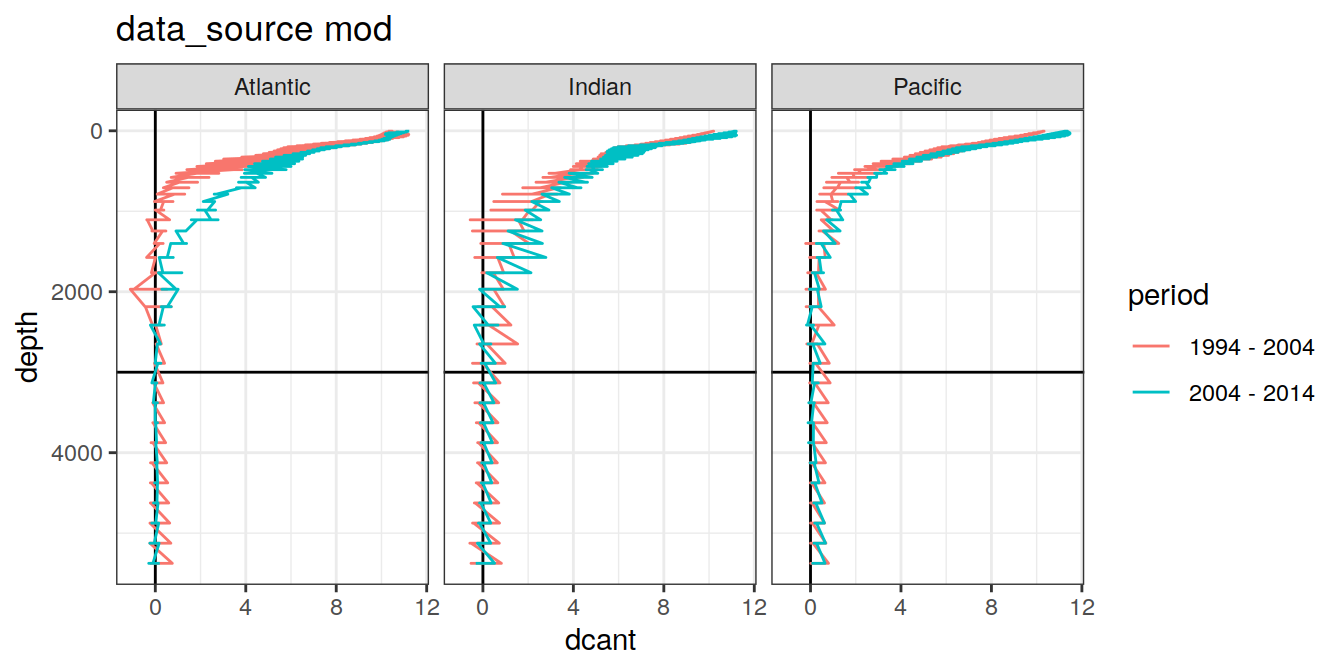 data_source mod
Atlantic Indian Pacific
0
2000
4000
depth
0 4 8 12 0 4 8 12 0 4 8 12
dcant
period
1994 - 2004
2004 - 2014